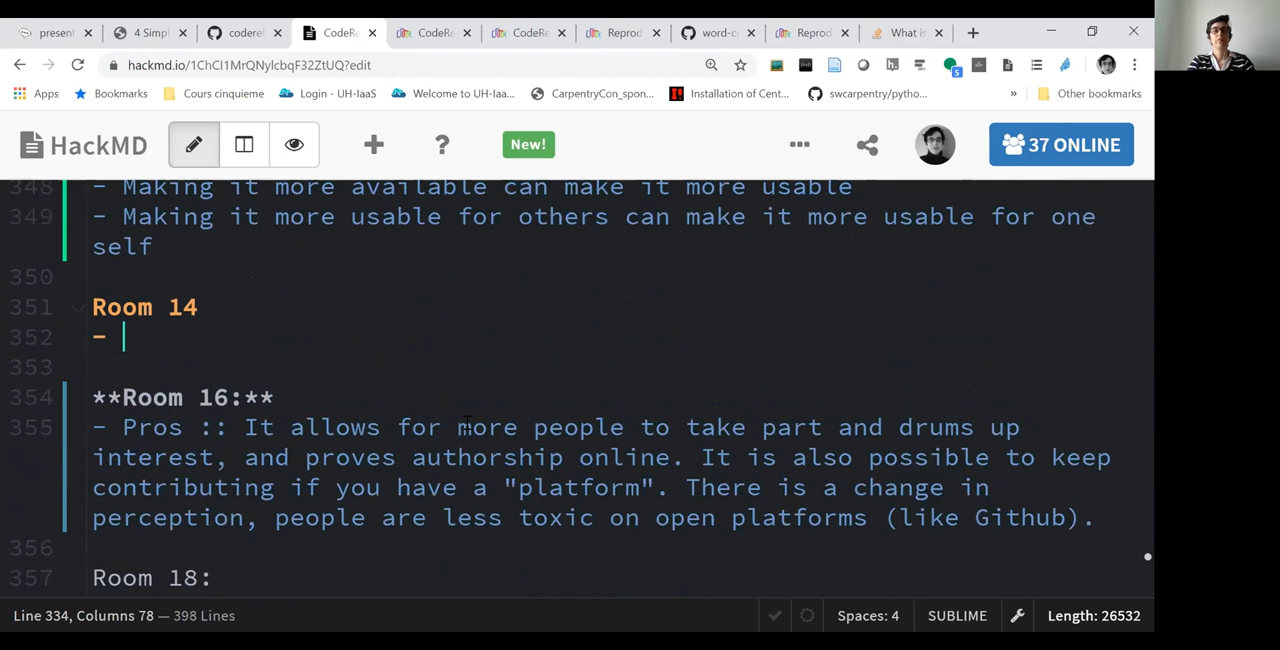 present
4 Simpl
codere
CodeRe
CodeRe
CodeRe
Reprod
word-c
Reprod
What is
hackmd.io/1ChCI1MrQNylcbqF32ZtUQ?edit
5
Apps
Bookmarks
Cours cinquieme
Login - UH-IaaS
Welcome to UH-Iaa...
CarpentryCon_spon...
Installation of Cent...
swcarpentry/pytho...
»
Other bookmarks
HackMD
New!
37 ONLINE
348 - Making it more available can make it more usable
349 - Making it more usable for others can make it more usable for one
self
350
351 Room 14
352 -
353
354 **Room 16:**
355 - Pros :: It allows for more people to take part and drums up
interest, and proves authorship online. It is also possible to keep
contributing if you have a "platform". There is a change in
perception, people are less toxic on open platforms (like Github).
356
357 Room 18:
Line 334, Columns 78 — 398 Lines
Spaces: 4
SUBLIME
Length: 26532